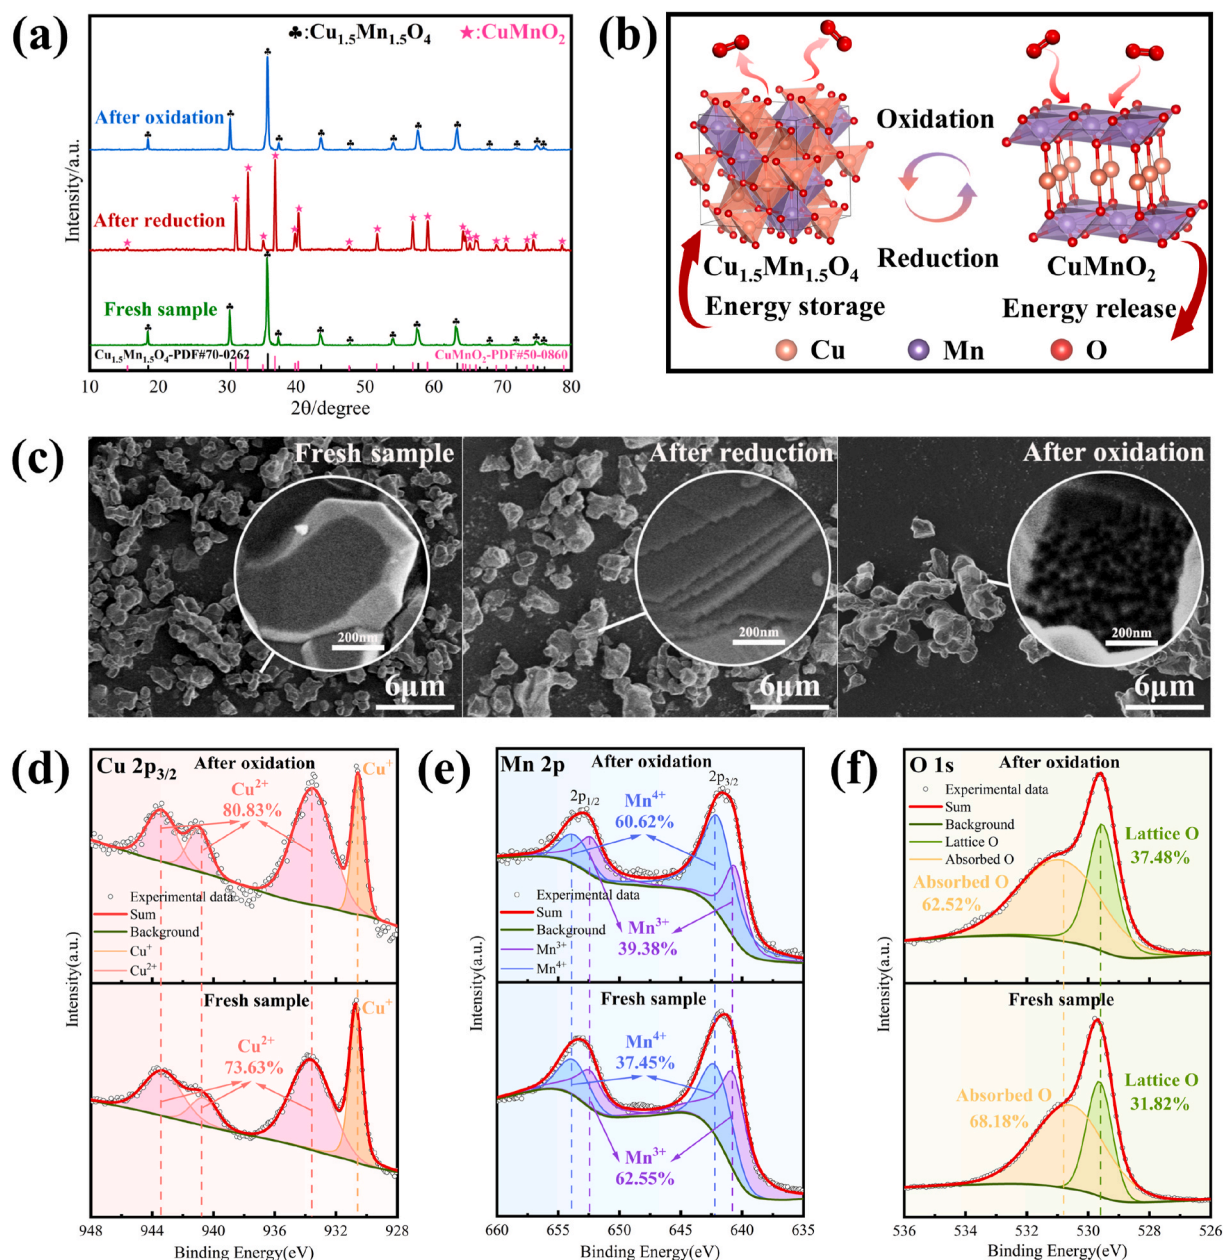 (a)
♣:Cu1.5Mn1.5O4 ★:CuMnO2
After oxidation
After reduction
Fresh sample
Cu1.5Mn1.5O4-PDF#70-0262 CuMnO2-PDF#50-0860
Intensity/a.u.
10 20 30 40 50 60 70 80
2θ/degree
(b)
Oxidation
Reduction
Cu1.5Mn1.5O4
CuMnO2
Energy storage
Energy release
Cu Mn O
(c)
Fresh sample
200nm
6μm
After reduction
200nm
6μm
After oxidation
200nm
6μm
(d)
Cu 2p3/2
After oxidation
Cu+
Cu2+
80.83%
Experimental data
Sum
Background
Cu+
Cu2+
Fresh sample
Cu+
Cu2+
73.63%
Intensity(a.u.)
948 944 940 936 932 928
Binding Energy(eV)
(e)
Mn 2p
After oxidation
2p1/2
2p3/2
Mn4+
60.62%
Experimental data
Sum
Background
Mn3+
Mn4+
Mn3+
39.38%
Fresh sample
Mn4+
37.45%
Mn3+
62.55%
Intensity(a.u.)
660 655 650 645 640 635
Binding Energy(eV)
(f)
O 1s
After oxidation
Experimental data
Sum
Background
Lattice O
Absorbed O
Lattice O
37.48%
Absorbed O
62.52%
Fresh sample
Absorbed O
68.18%
Lattice O
31.82%
Intensity(a.u.)
536 534 532 530 528 526
Binding Energy(eV)